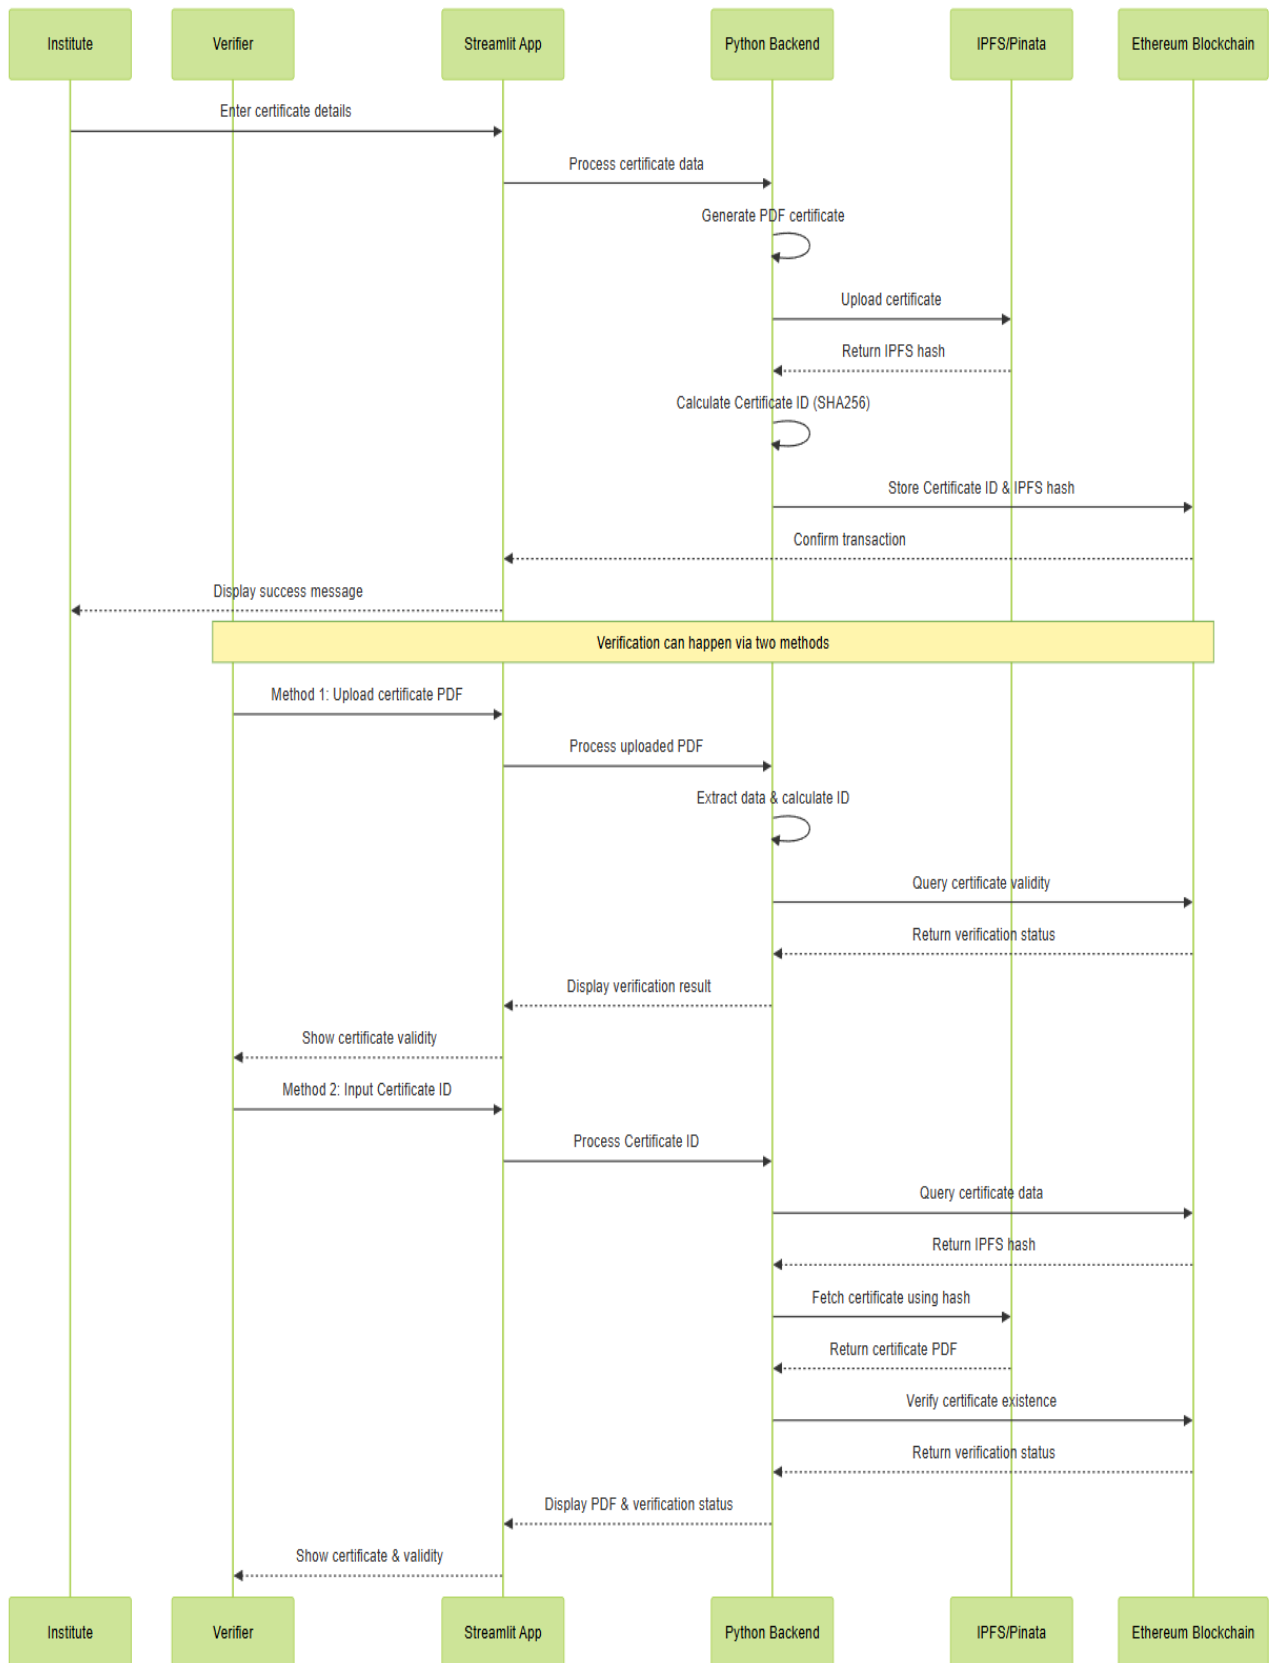 Institute
Verifier
Streamlit App
Python Backend
IPFS/Pinata
Ethereum Blockchain
Enter certificate details
Process certificate data
Generate PDF certificate
Upload certificate
Return IPFS hash
Calculate Certificate ID (SHA256)
Store Certificate ID & IPFS hash
Confirm transaction
Display success message
Verification can happen via two methods
Method 1: Upload certificate PDF
Process uploaded PDF
Extract data & calculate ID
Query certificate validity
Return verification status
Display verification result
Show certificate validity
Method 2: Input Certificate ID
Process Certificate ID
Query certificate data
Return IPFS hash
Fetch certificate using hash
Return certificate PDF
Verify certificate existence
Return verification status
Display PDF & verification status
Show certificate & validity
Institute
Verifier
Streamlit App
Python Backend
IPFS/Pinata
Ethereum Blockchain